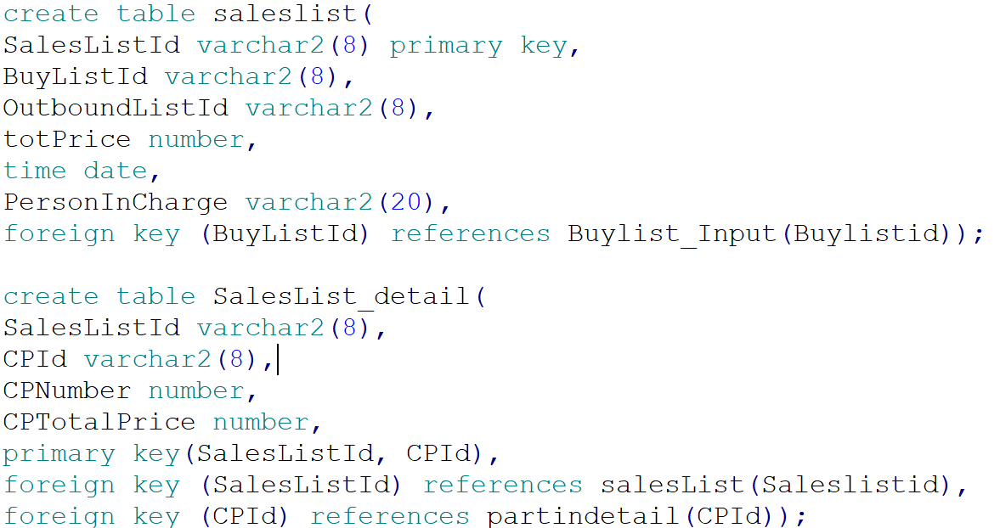 create table saleslist(
SalesListId varchar2(8) primary key,
BuyListId varchar2(8),
OutboundListId varchar2(8),
totPrice number,
time date,
PersonInCharge varchar2(20),
foreign key (BuyListId) references Buylist_Input(Buylistid));
create table SalesList_detail(
SalesListId varchar2(8),
CPId varchar2(8),
CPNumber number,
CPTotalPrice number,
primary key(SalesListId, CPId),
foreign key (SalesListId) references salesList(Saleslistid),
foreign key (CPId) references partindetail(CPId));